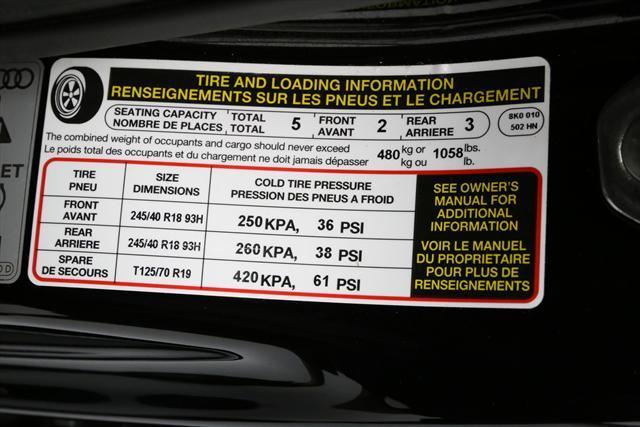 TIRE AND LOADING INFORMATION
RENSEIGNEMENTS SUR LES PNEUS ET LE CHARGEMENT
SEATING CAPACITY TOTAL 5 FRONT 2 REAR 3
NOMBRE DE PLACES TOTAL AVANT ARRIERE
8K0 010
502 HN
The combined weight of occupants and cargo should never exceed 480 kg or 1058 lbs.
Le poids total des occupants et du chargement ne doit jamais dépasser kg ou lb.
TIRE SIZE COLD TIRE PRESSURE
PNEU DIMENSIONS PRESSION DES PNEUS A FROID
FRONT
AVANT 245/40 R18 93H 250 KPA, 36 PSI
REAR
ARRIERE 245/40 R18 93H 260 KPA, 38 PSI
SPARE
DE SECOURS T125/70 R19 420 KPA, 61 PSI
SEE OWNER'S
MANUAL FOR
ADDITIONAL
INFORMATION
VOIR LE MANUEL
DU PROPRIETAIRE
POUR PLUS DE
RENSEIGNEMENTS